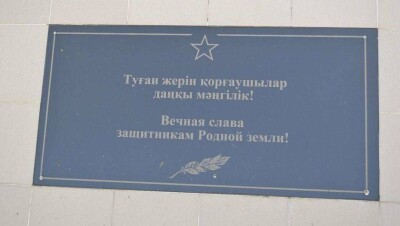 Туған жерін қорғаушылар
даңқы мәңгілік!
Вечная слава
защитникам Родной земли!